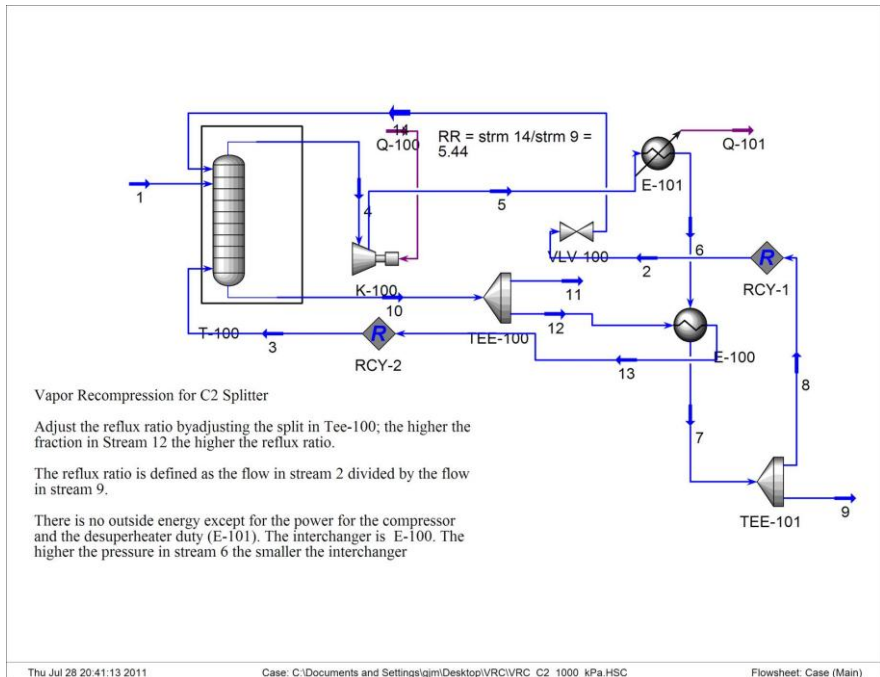 14
Q-100
RR = strm 14/strm 9 =
5.44
Q-101
E-101
1
4
5
VLV 100
6
2
RCY-1
K-100
10
11
12
TEE-100
T-100
3
RCY-2
E-100
13
8
7
TEE-101
9
Vapor Recompression for C2 Splitter
Adjust the reflux ratio byadjusting the split in Tee-100; the higher the
fraction in Stream 12 the higher the reflux ratio.
The reflux ratio is defined as the flow in stream 2 divided by the flow
in stream 9.
There is no outside energy except for the power for the compressor
and the desuperheater duty (E-101). The interchanger is E-100. The
higher the pressure in stream 6 the smaller the interchanger
Thu Jul 28 20:41:13 2011
Case: C:\Documents and Settings\gjm\Desktop\VRC\VRC_C2_1000_kPa.HSC
Flowsheet: Case (Main)
R
R